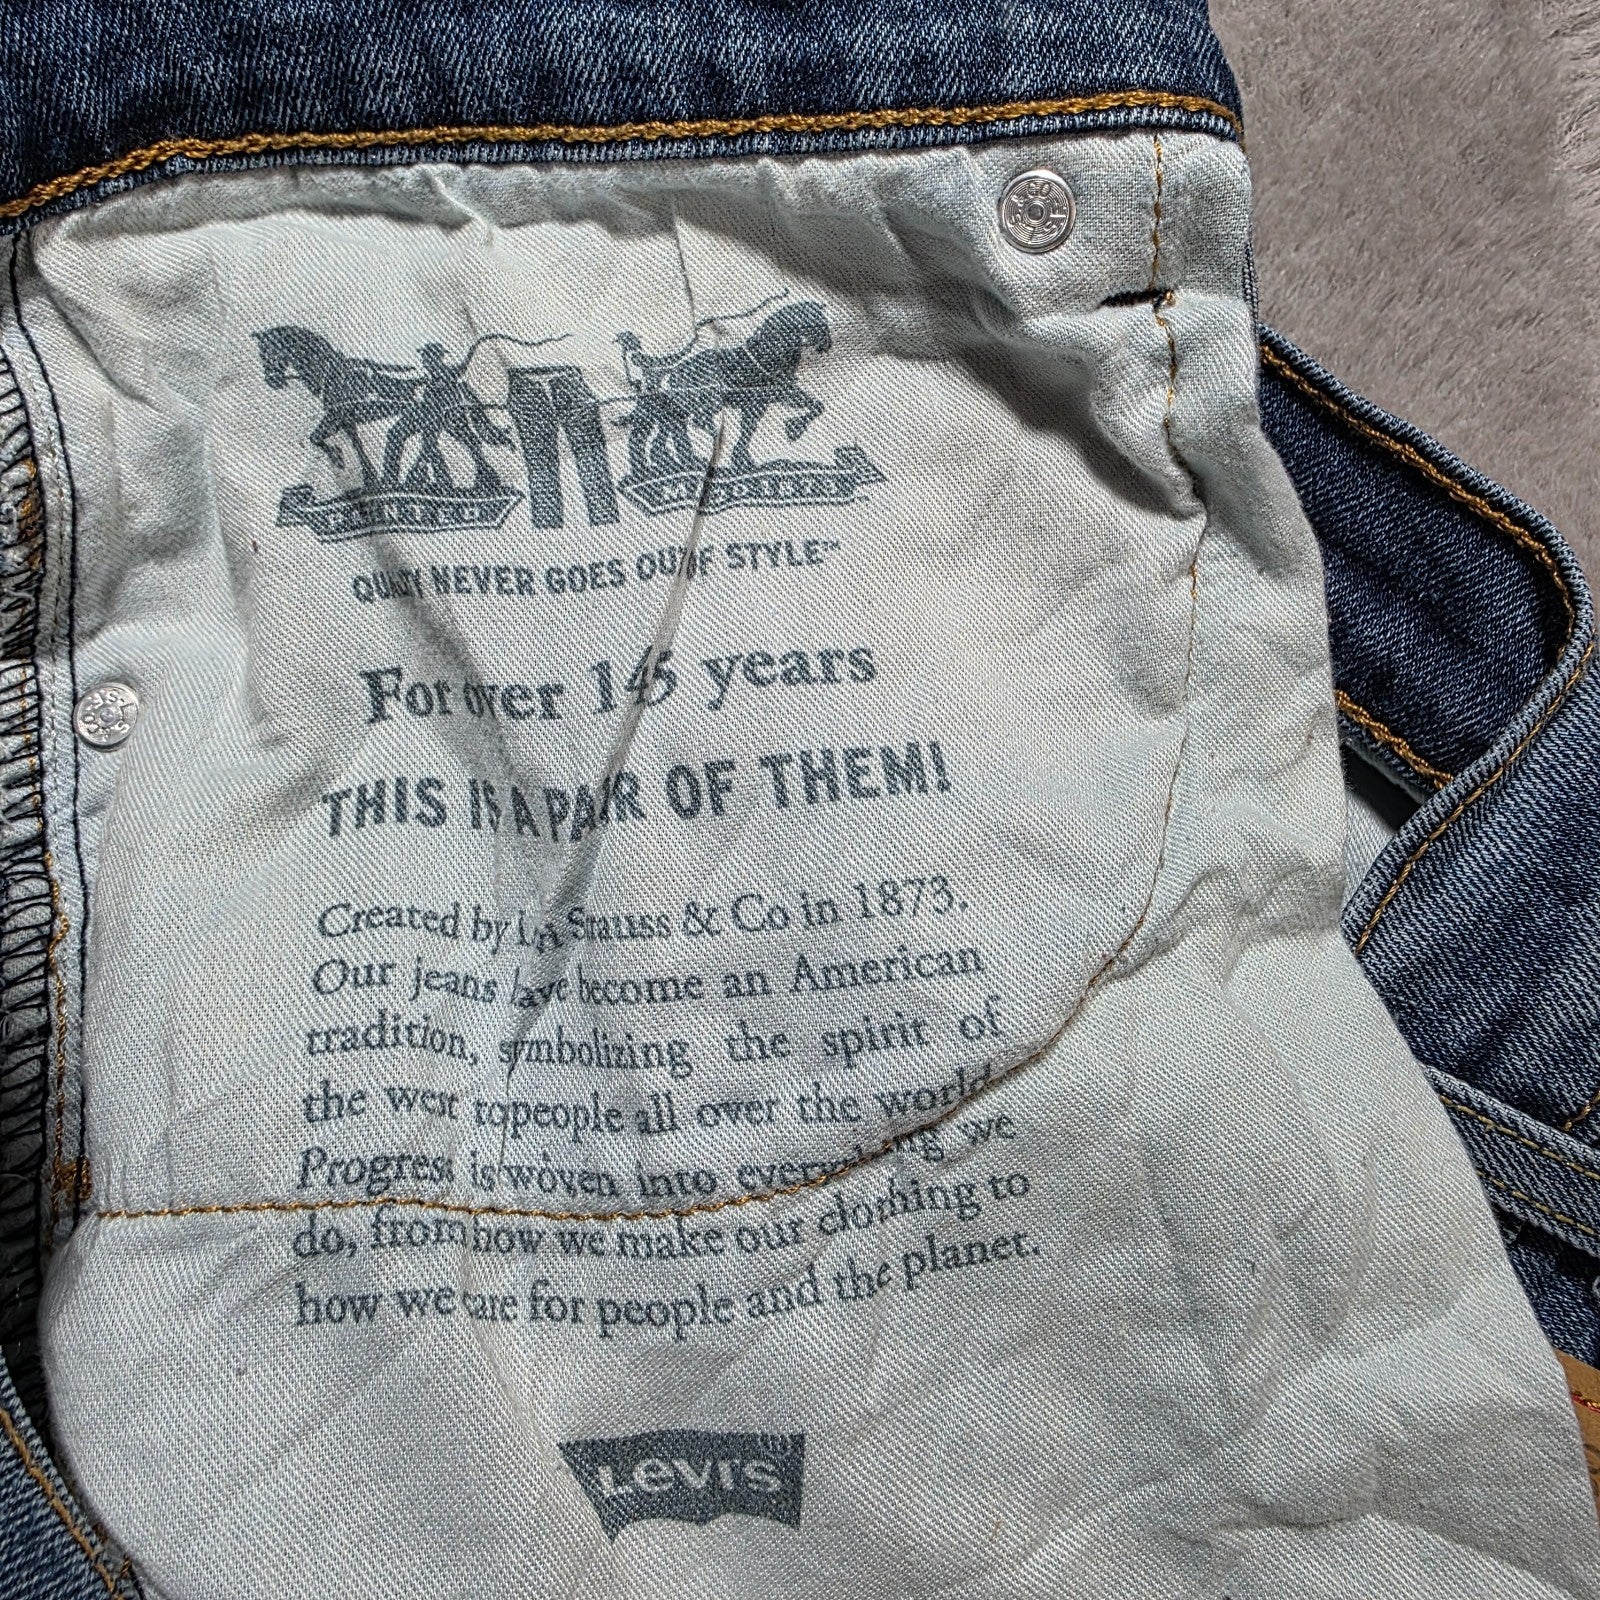 QUALITY NEVER GOES OUT OF STYLE™
For over 145 years
THIS IS A PAIR OF THEM!
Created by Levi Strauss & Co in 1873.
Our jeans have become an American
tradition, symbolizing the spirit of
the west to people all over the world.
Progress is woven into everything we
do, from how we make our clothing to
how we care for people and the planet.
LEVI'S